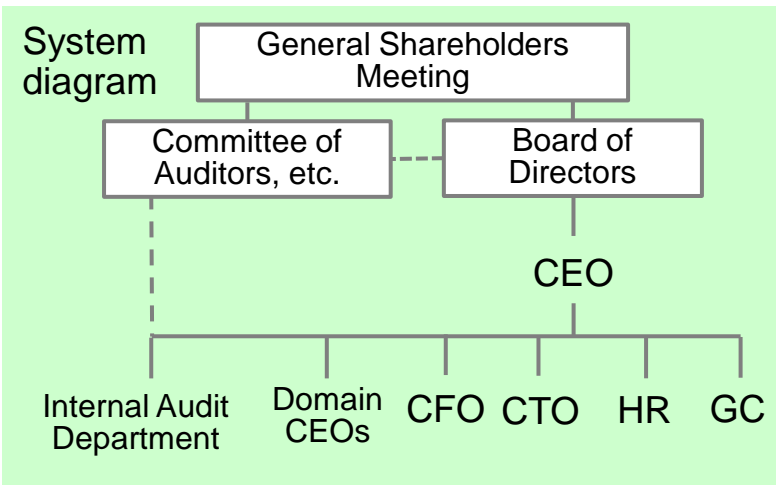 System
diagram
General Shareholders
Meeting
Committee of
Auditors, etc.
Board of
Directors
CEO
Internal Audit
Department
Domain
CEOs
CFO
CTO
HR
GC